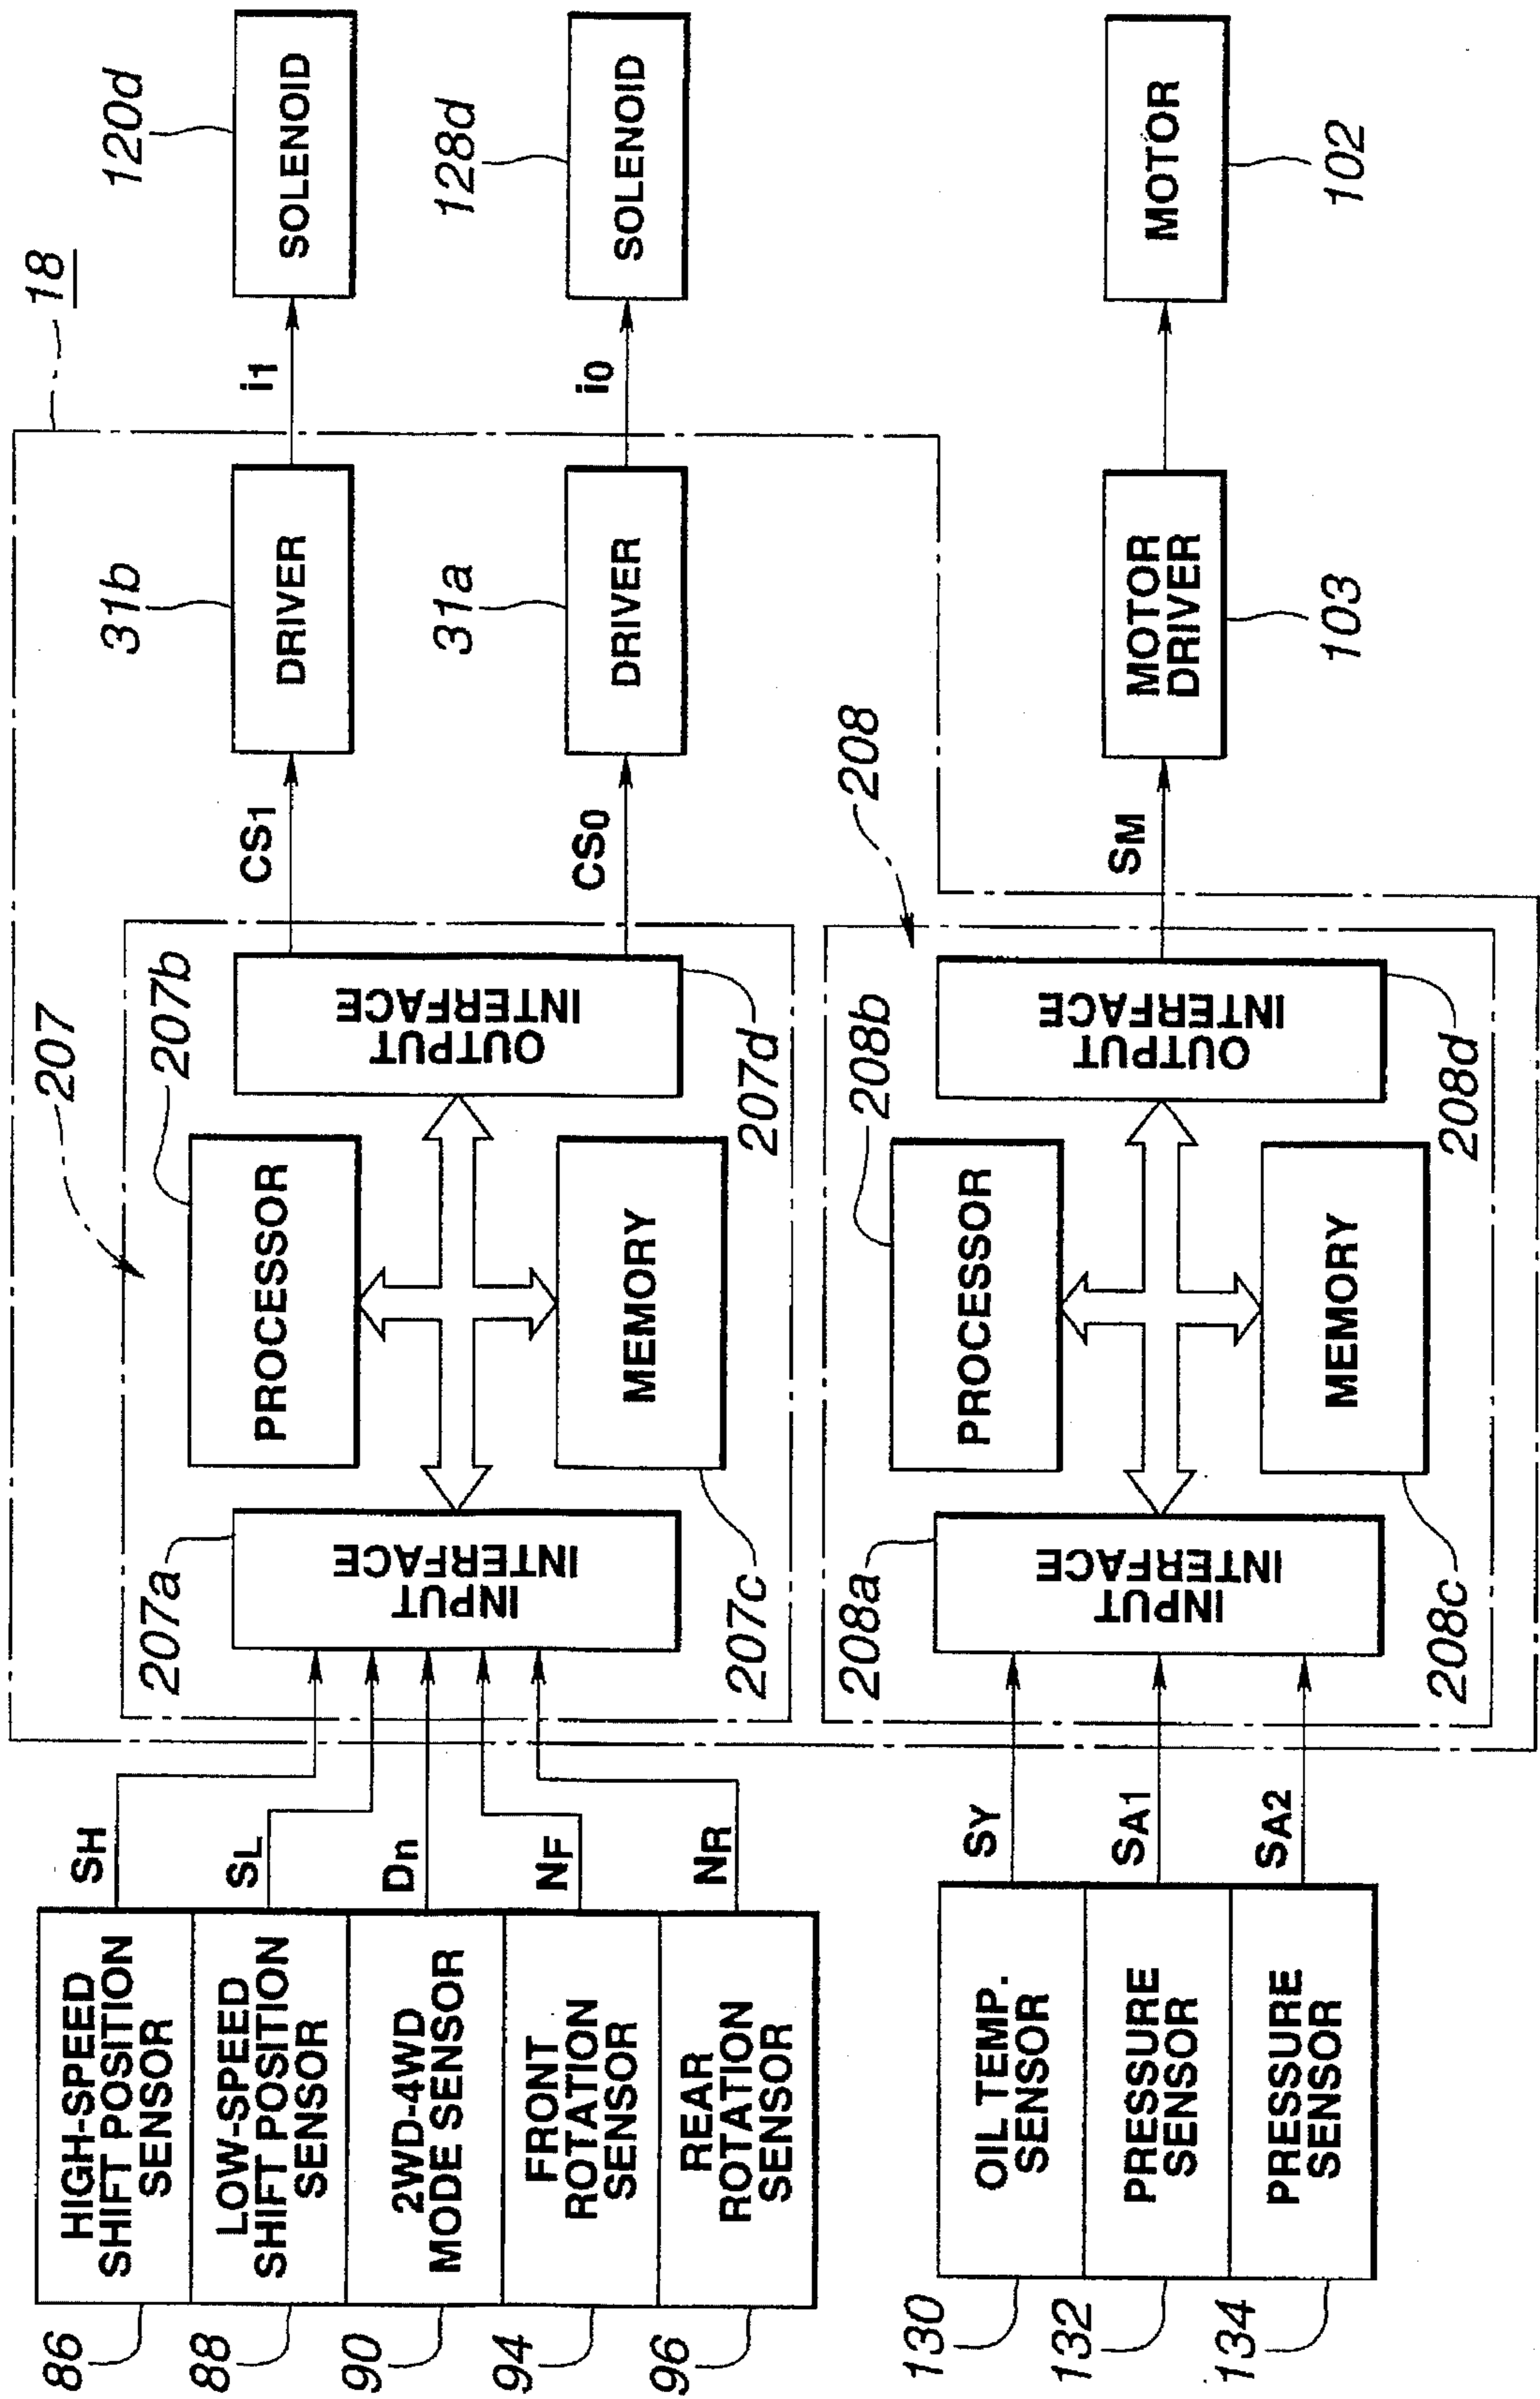 18
207
207a
207b
207c
207d
86
HIGH-SPEED
SHIFT POSITION
SENSOR
SH
88
LOW-SPEED
SHIFT POSITION
SENSOR
SL
90
2WD-4WD
MODE SENSOR
Dn
94
FRONT
ROTATION
SENSOR
NF
96
REAR
ROTATION
SENSOR
NR
INPUT
INTERFACE
PROCESSOR
MEMORY
OUTPUT
INTERFACE
CS1
31b
DRIVER
i1
120d
SOLENOID
CS0
31a
DRIVER
i0
128d
SOLENOID
208
208a
208b
208c
208d
130
OIL TEMP.
SENSOR
SY
132
PRESSURE
SENSOR
SA1
134
PRESSURE
SENSOR
SA2
INPUT
INTERFACE
PROCESSOR
MEMORY
OUTPUT
INTERFACE
SM
MOTOR
DRIVER
103
MOTOR
102